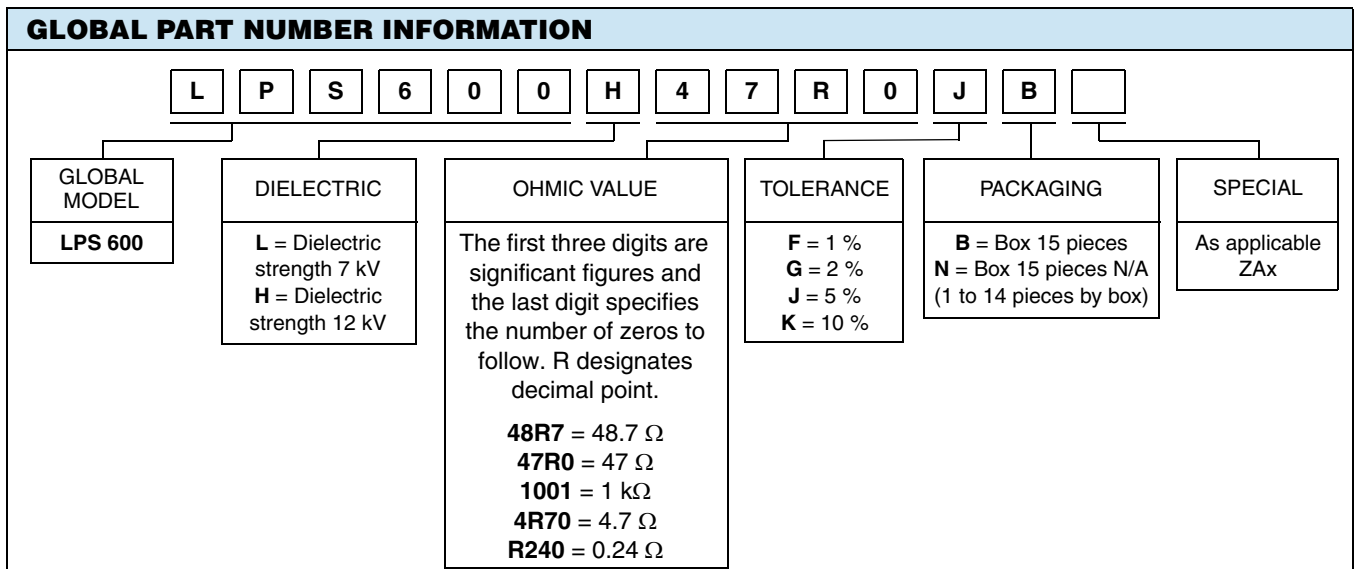 GLOBAL PART NUMBER INFORMATION
L P S 6 0 0 H 4 7 R 0 J B
GLOBAL
MODEL
LPS 600
DIELECTRIC
L = Dielectric
strength 7 kV
H = Dielectric
strength 12 kV
OHMIC VALUE
The first three digits are
significant figures and
the last digit specifies
the number of zeros to
follow. R designates
decimal point.
48R7 = 48.7 Ω
47R0 = 47 Ω
1001 = 1 kΩ
4R70 = 4.7 Ω
R240 = 0.24 Ω
TOLERANCE
F = 1 %
G = 2 %
J = 5 %
K = 10 %
PACKAGING
B = Box 15 pieces
N = Box 15 pieces N/A
(1 to 14 pieces by box)
SPECIAL
As applicable
ZAx